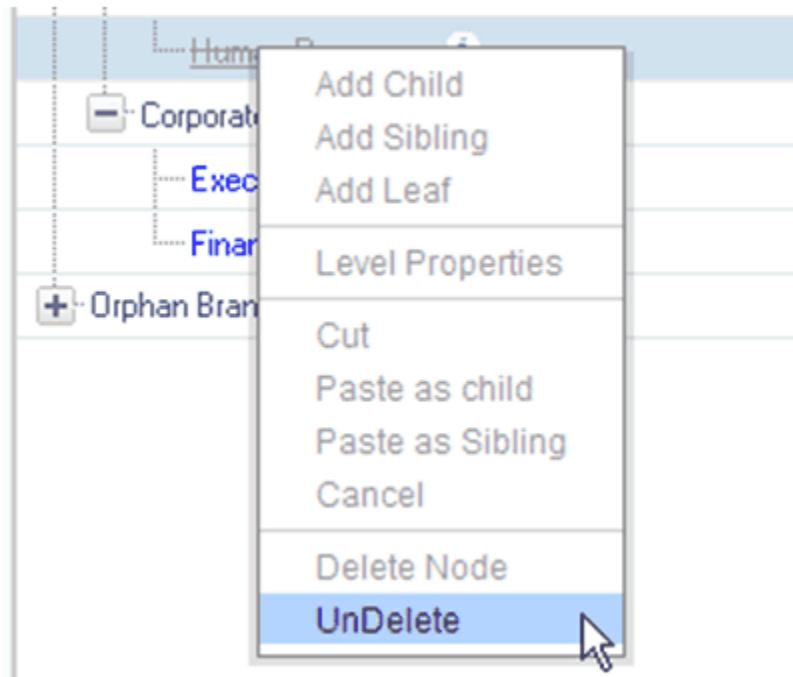 Add Child
Corporat
Add Sibling
Exec
Add Leaf
Finan
Level Properties
Orphan Bran
Cut
Paste as child
Paste as Sibling
Cancel
Delete Node
UnDelete